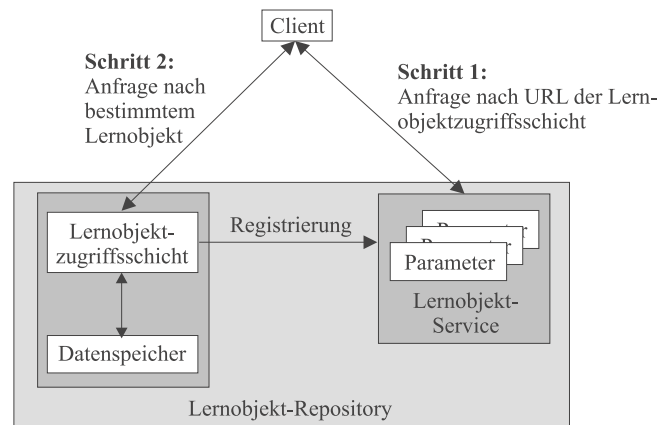 Client
Schritt 2:
Anfrage nach
bestimmtem
Lernobjekt
Schritt 1:
Anfrage nach URL der Lern-
objektzugriffsschicht
Lernobjekt-
zugriffsschicht
Registrierung
Parameter
Datenspeicher
Lernobjekt-
Service
Lernobjekt-Repository